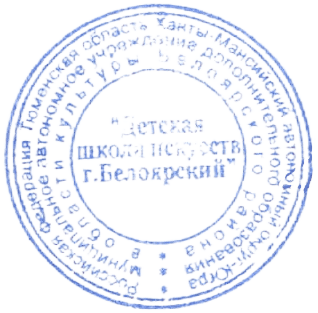 Российская Федерация Тюменская область Ханты-Мансийский автономный округ-Югра
муниципальное автономное учреждение дополнительного образования
в области культуры Белоярского района
"Детская
школа искусств
г.Белоярский"